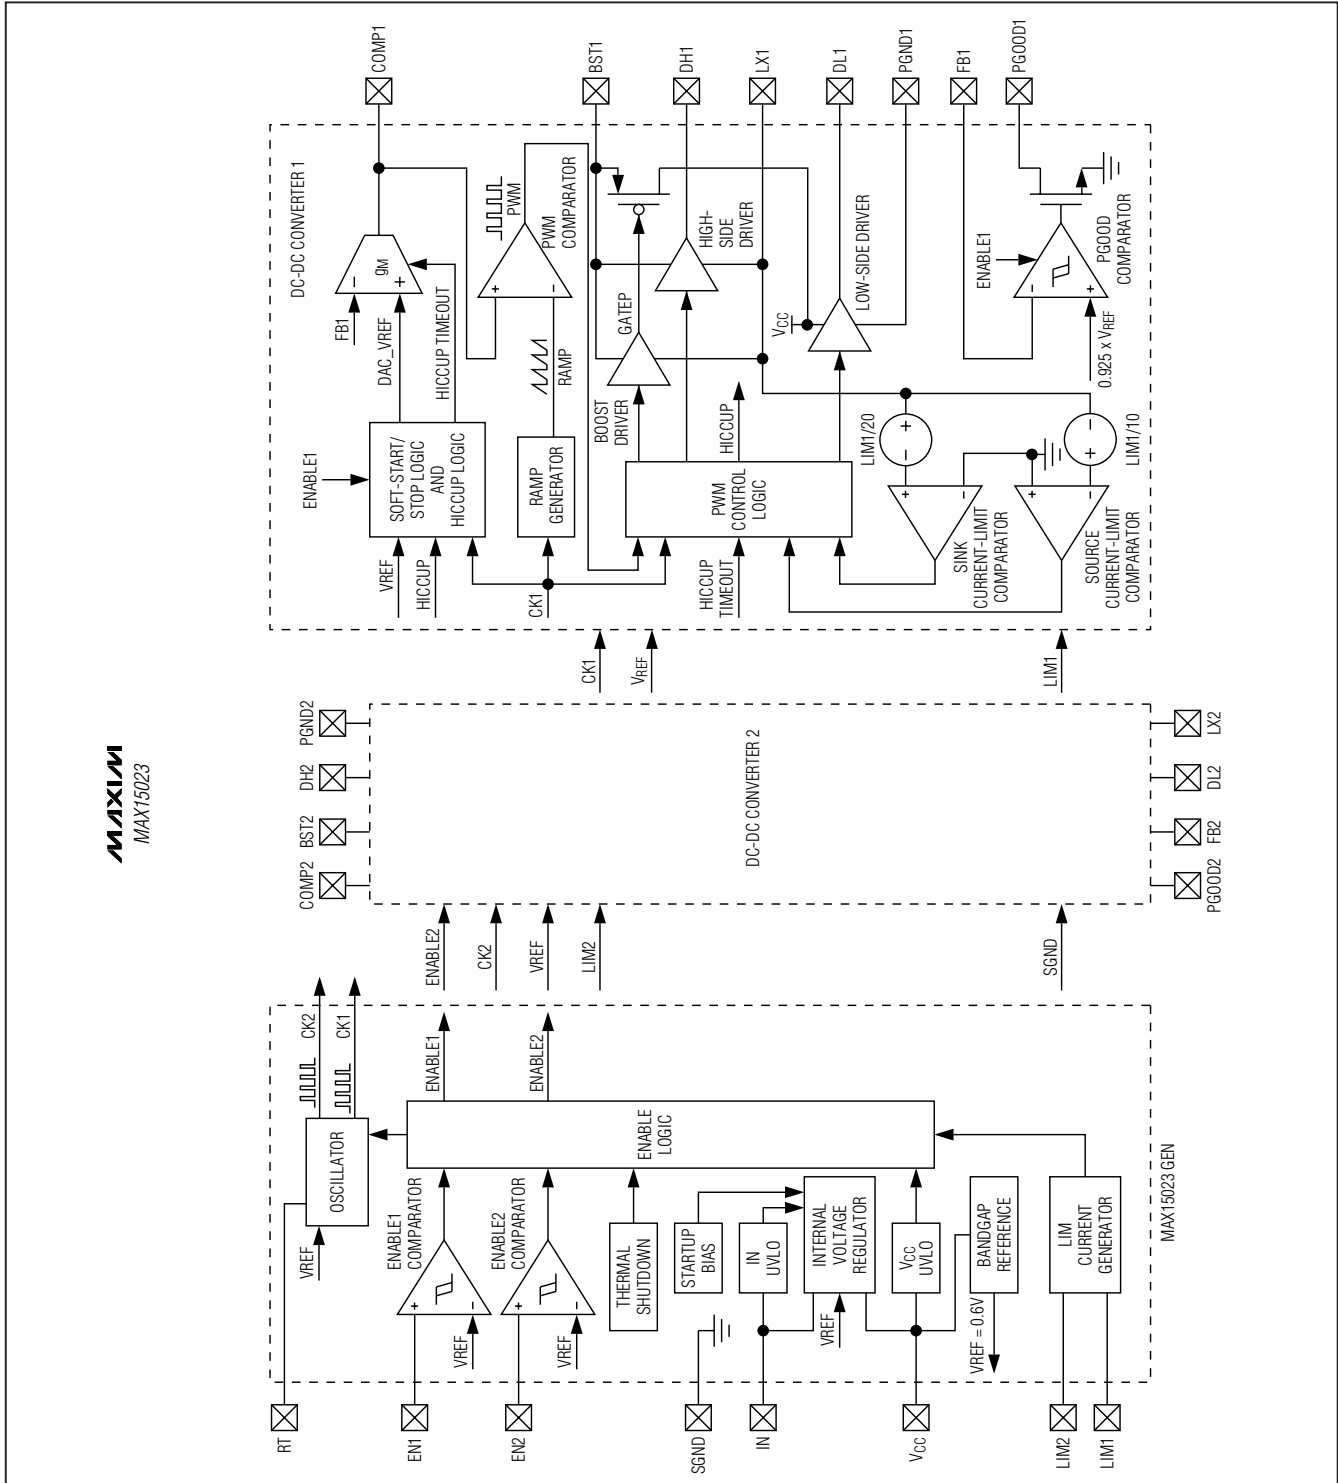 MAXIM
MAX15023
RT
EN1
EN2
SGND
IN
VCC
LIM2
LIM1
MAX15023 GEN
VREF
OSCILLATOR
CK2
CK1
ENABLE1
COMPARATOR
+
−
VREF
ENABLE2
COMPARATOR
+
−
VREF
THERMAL
SHUTDOWN
STARTUP
BIAS
IN
UVLO
INTERNAL
VOLTAGE
REGULATOR
VREF
VCC
UVLO
BANDGAP
REFERENCE
VREF = 0.6V
LIM
CURRENT
GENERATOR
ENABLE
LOGIC
ENABLE1
ENABLE2
ENABLE2
CK2
VREF
LIM2
SGND
COMP2
BST2
DH2
PGND2
DC-DC CONVERTER 2
PGOOD2
FB2
DL2
LX2
CK1
VREF
LIM1
DC-DC CONVERTER 1
ENABLE1
VREF
HICCUP
SOFT-START/
STOP LOGIC
AND
HICCUP LOGIC
DAC_VREF
HICCUP TIMEOUT
FB1
−
gM
+
CK1
RAMP
GENERATOR
RAMP
+
−
PWM
PWM
COMPARATOR
HICCUP
TIMEOUT
PWM
CONTROL
LOGIC
HICCUP
BOOST
DRIVER
GATEP
HIGH-
SIDE
DRIVER
VCC
LOW-SIDE DRIVER
SINK
CURRENT-LIMIT
COMPARATOR
+
−
LIM1/20
−
+
SOURCE
CURRENT-LIMIT
COMPARATOR
+
−
LIM1/10
+
−
ENABLE1
−
+
0.925 x VREF
PGOOD
COMPARATOR
COMP1
BST1
DH1
LX1
DL1
PGND1
FB1
PGOOD1